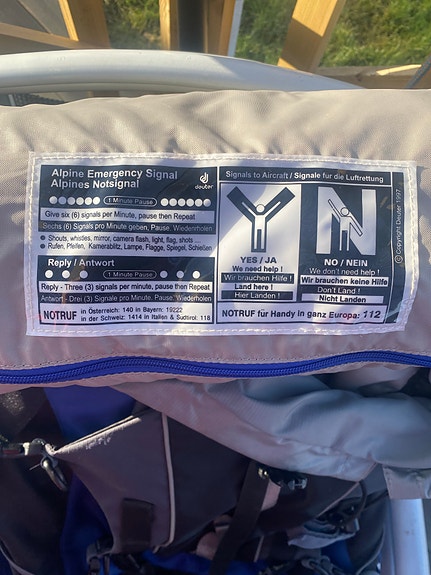 Alpine Emergency Signal
Alpines Notsignal
deuter
1 Minute Pause
Give six (6) signals per Minute, pause then Repeat
Sechs (6) Signals pro Minute geben, Pause, Wiederholen
Shouts, whistles, mirror, camera flash, light, flag, shots ...
Rufen, Pfeifen, Kamerablitz, Lampe, Flagge, Spiegel, Schießen
Reply / Antwort
1 Minute Pause
Reply - Three (3) signals per minute, pause then Repeat
Antwort - Drei (3) Signale pro Minute. Pause. Wiederholen
NOTRUF in Österreich: 140 in Bayern: 19222
in der Schweiz: 1414 in Italien & Südtirol: 118
Signals to Aircraft / Signale für die Luftrettung
Y
YES / JA
We need help !
Wir brauchen Hilfe !
Land here !
Hier Landen !
N
NO / NEIN
We don't need help !
Wir brauchen keine Hilfe
Don't Land !
Nicht Landen
NOTRUF für Handy in ganz Europa: 112
© Copyright Deuter 1997